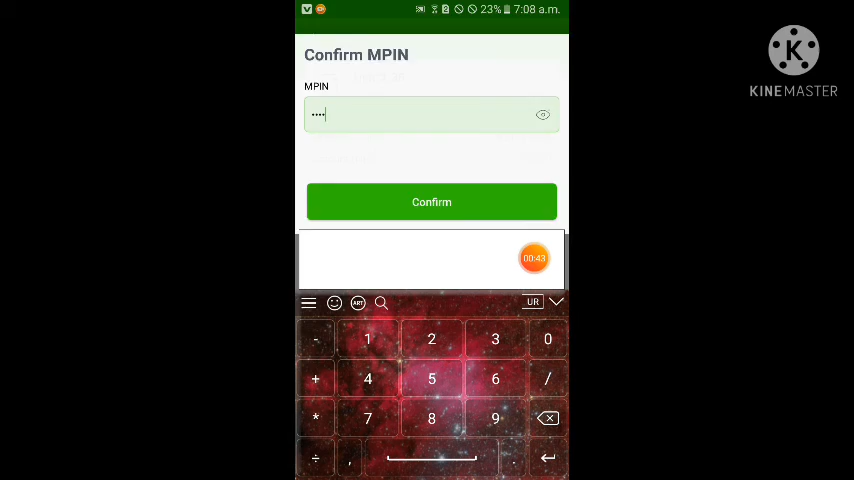 23% 7:08 a.m.
Confirm MPIN
MPIN
••••
Confirm
00:43
ART UR
- 1 2 3 0
+ 4 5 6 /
* 7 8 9
÷ , .
K
KINEMASTER